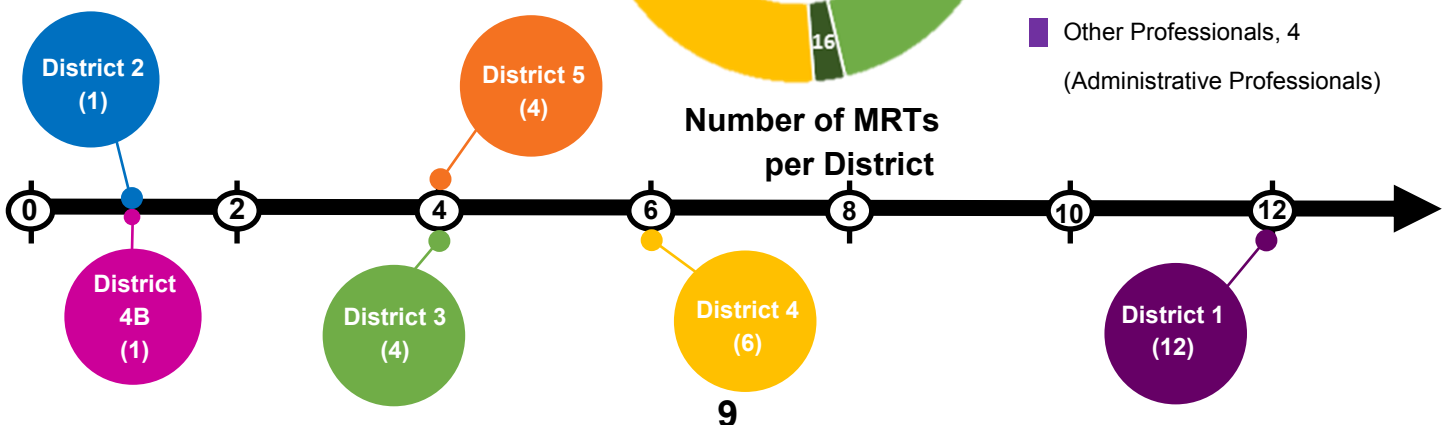 16
Other Professionals, 4
(Administrative Professionals)
Number of MRTs
per District
District 2
(1)
District 5
(4)
0
2
4
6
8
10
12
District
4B
(1)
District 3
(4)
District 4
(6)
District 1
(12)
9